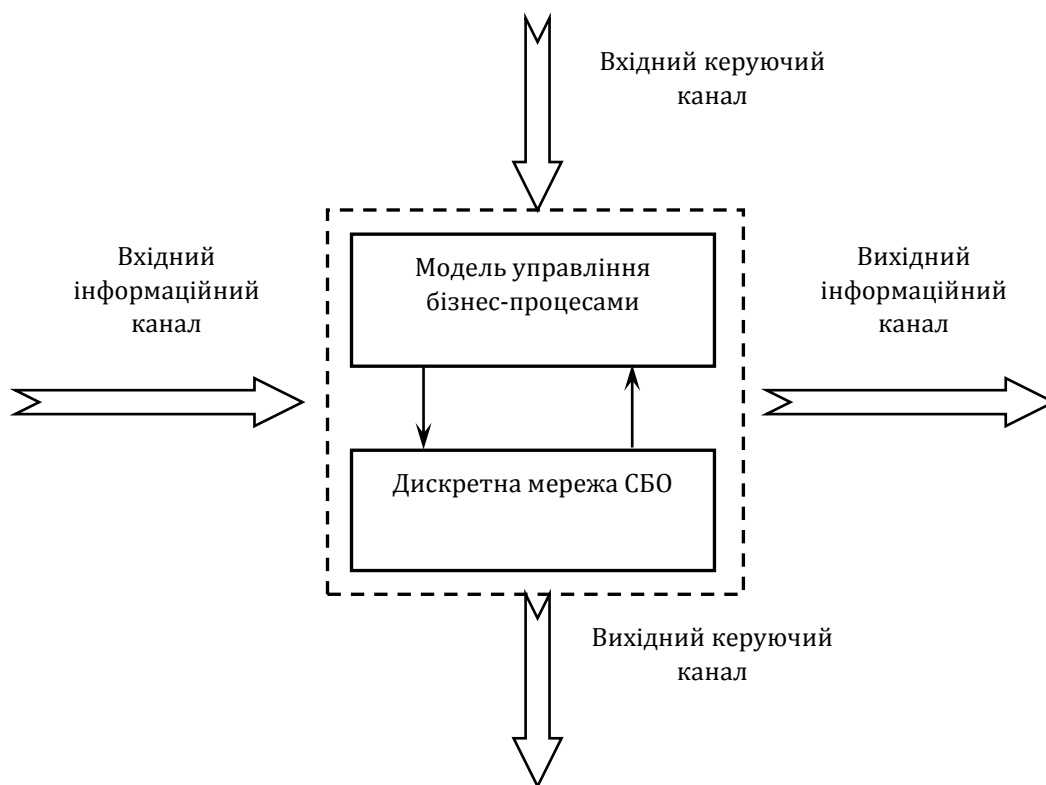 Вхідний керуючий
канал
Вхідний
інформаційний
канал
Модель управління
бізнес-процесами
Вихідний
інформаційний
канал
Дискретна мережа СБО
Вихідний керуючий
канал